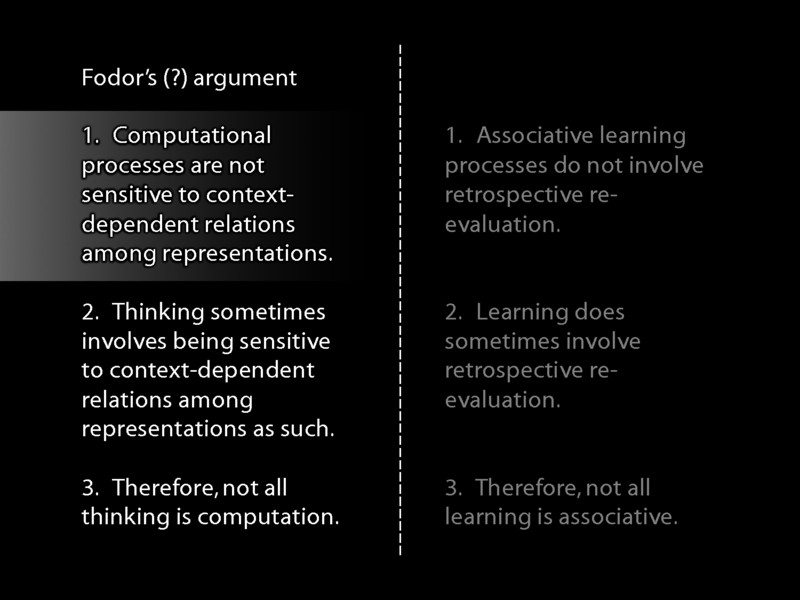 Fodor's (?) argument
1. Computational
processes are not
sensitive to context-
dependent relations
among representations.
2. Thinking sometimes
involves being sensitive
to context-dependent
relations among
representations as such.
3. Therefore, not all
thinking is computation.
1. Associative learning
processes do not involve
retrospective re-
evaluation.
2. Learning does
sometimes involve
retrospective re-
evaluation.
3. Therefore, not all
learning is associative.